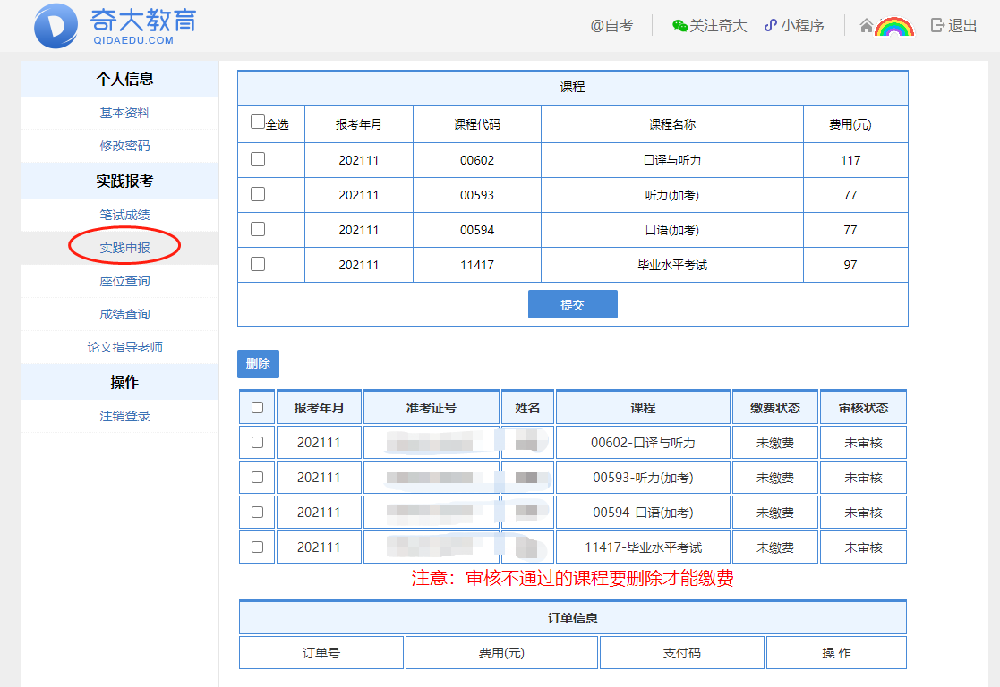 奇大教育
QIDAEDU.COM
@自考 关注奇大 小程序 退出
个人信息
基本资料
修改密码
实践报考
笔试成绩
实践申报
座位查询
成绩查询
论文指导老师
操作
注销登录
课程
全选 报考年月 课程代码 课程名称 费用(元)
202111 00602 口译与听力 117
202111 00593 听力(加考) 77
202111 00594 口语(加考) 77
202111 11417 毕业水平考试 97
提交
删除
报考年月 准考证号 姓名 课程 缴费状态 审核状态
202111 00602-口译与听力 未缴费 未审核
202111 00593-听力(加考) 未缴费 未审核
202111 00594-口语(加考) 未缴费 未审核
202111 11417-毕业水平考试 未缴费 未审核
注意：审核不通过的课程要删除才能缴费
订单信息
订单号 费用(元) 支付码 操 作